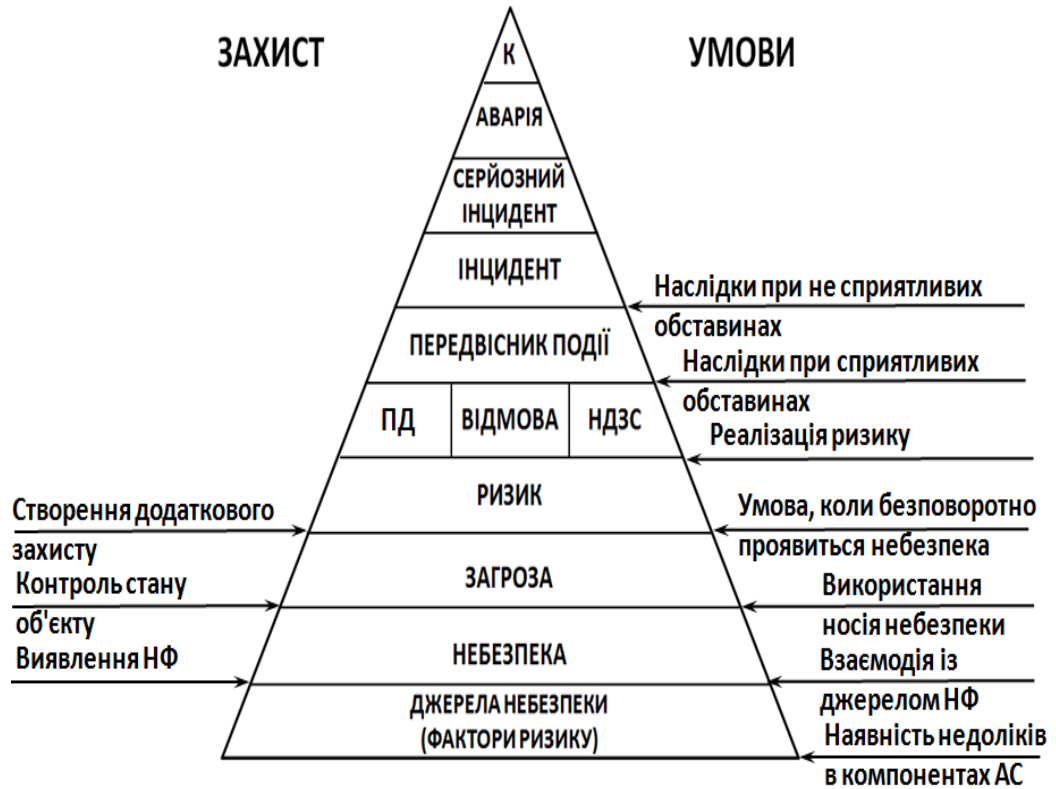 ЗАХИСТ
УМОВИ
К
АВАРІЯ
СЕРЙОЗНИЙ
ІНЦИДЕНТ
ІНЦИДЕНТ
Наслідки при не сприятливих
обставинах
ПЕРЕДВІСНИК ПОДІЇ
Наслідки при сприятливих
обставинах
ПД
ВІДМОВА
НДЗС
Реалізація ризику
РИЗИК
Створення додаткового
захисту
Умова, коли безповоротно
проявиться небезпека
ЗАГРОЗА
Контроль стану
об'єкту
Використання
носія небезпеки
НЕБЕЗПЕКА
Виявлення НФ
Взаємодія із
джерелом НФ
ДЖЕРЕЛА НЕБЕЗПЕКИ
(ФАКТОРИ РИЗИКУ)
Наявність недоліків
в компонентах АС